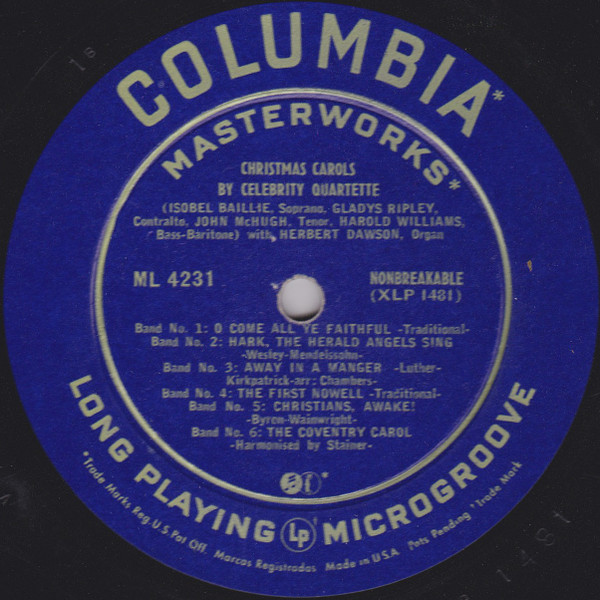 COLUMBIA*
MASTERWORKS*
CHRISTMAS CAROLS
BY CELEBRITY QUARTETTE
(ISOBEL BAILLIE, Soprano, GLADYS RIPLEY,
Contralto, JOHN McHUGH, Tenor, HAROLD WILLIAMS,
Bass-Baritone) with HERBERT DAWSON, Organ
ML 4231
NONBREAKABLE
(XLP 1481)
Band No. 1: O COME ALL YE FAITHFUL -Traditional-
Band No. 2: HARK, THE HERALD ANGELS SING
-Wesley-Mendelssohn-
Band No. 3: AWAY IN A MANGER -Luther-
Kirkpatrick-arr: Chambers-
Band No. 4: THE FIRST NOWELL -Traditional-
Band No. 5: CHRISTIANS, AWAKE!
-Byron-Wainwright-
Band No. 6: THE COVENTRY CAROL
-Harmonised by Stainer-
LONG PLAYING Lp MICROGROOVE
*Trade Marks Reg. U.S. Pat. Off. Marcas Registradas Made in U.S.A. Pats Pending *Trade Mark
1481